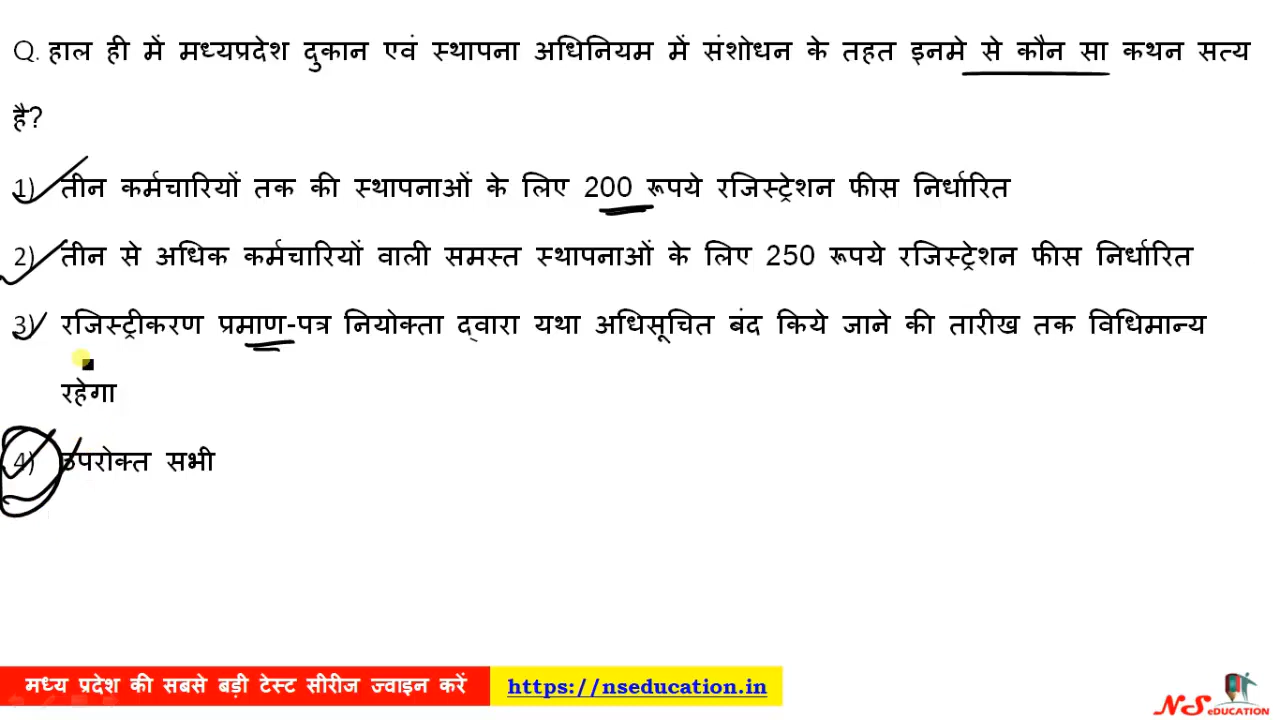 Q. हाल ही में मध्यप्रदेश दुकान एवं स्थापना अधिनियम में संशोधन के तहत इनमे से कौन सा कथन सत्य
है?
1) तीन कर्मचारियों तक की स्थापनाओं के लिए 200 रूपये रजिस्ट्रेशन फीस निर्धारित
2) तीन से अधिक कर्मचारियों वाली समस्त स्थापनाओं के लिए 250 रूपये रजिस्ट्रेशन फीस निर्धारित
3) रजिस्ट्रीकरण प्रमाण-पत्र नियोक्ता द्वारा यथा अधिसूचित बंद किये जाने की तारीख तक विधिमान्य
रहेगा
4) उपरोक्त सभी
मध्य प्रदेश की सबसे बड़ी टेस्ट सीरीज ज्वाइन करें https://nseducation.in
NS eDUCATION